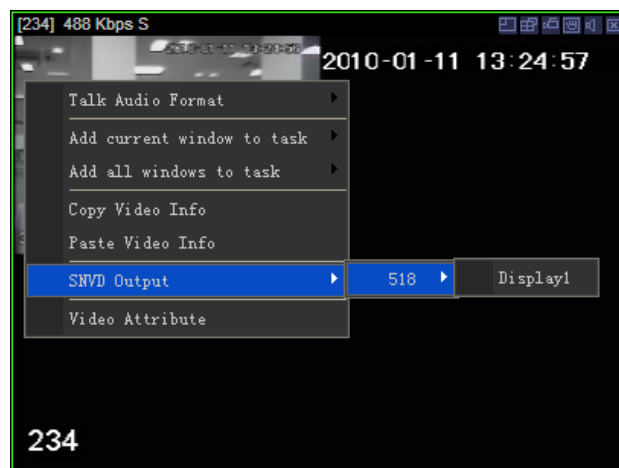 [234] 488 Kbps S
2010-01-11 13:24:57
Talk Audio Format
Add current window to task
Add all windows to task
Copy Video Info
Paste Video Info
SNVD Output
518
Display1
Video Attribute
234